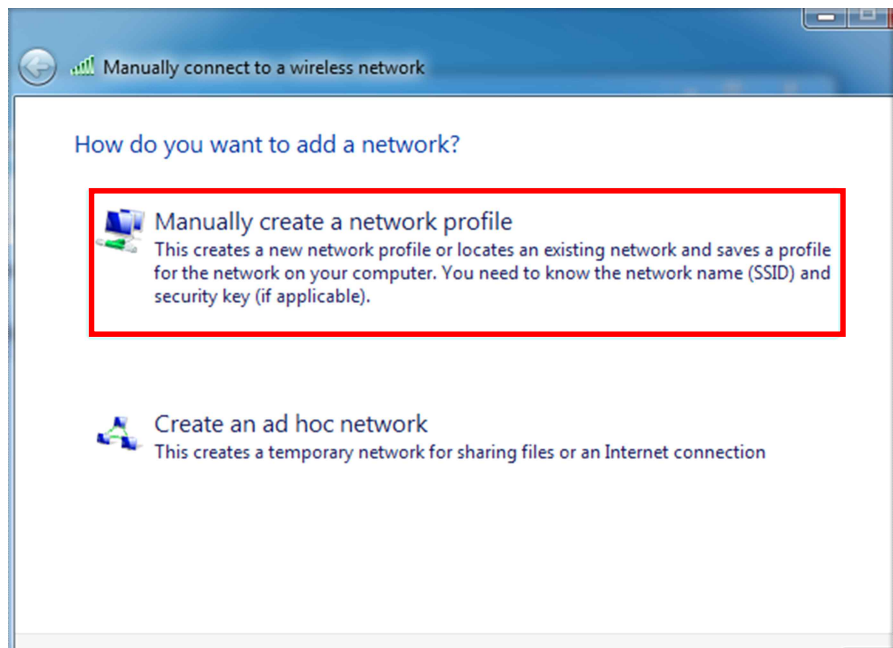 Manually connect to a wireless network
How do you want to add a network?
Manually create a network profile
This creates a new network profile or locates an existing network and saves a profile
for the network on your computer. You need to know the network name (SSID) and
security key (if applicable).
Create an ad hoc network
This creates a temporary network for sharing files or an Internet connection